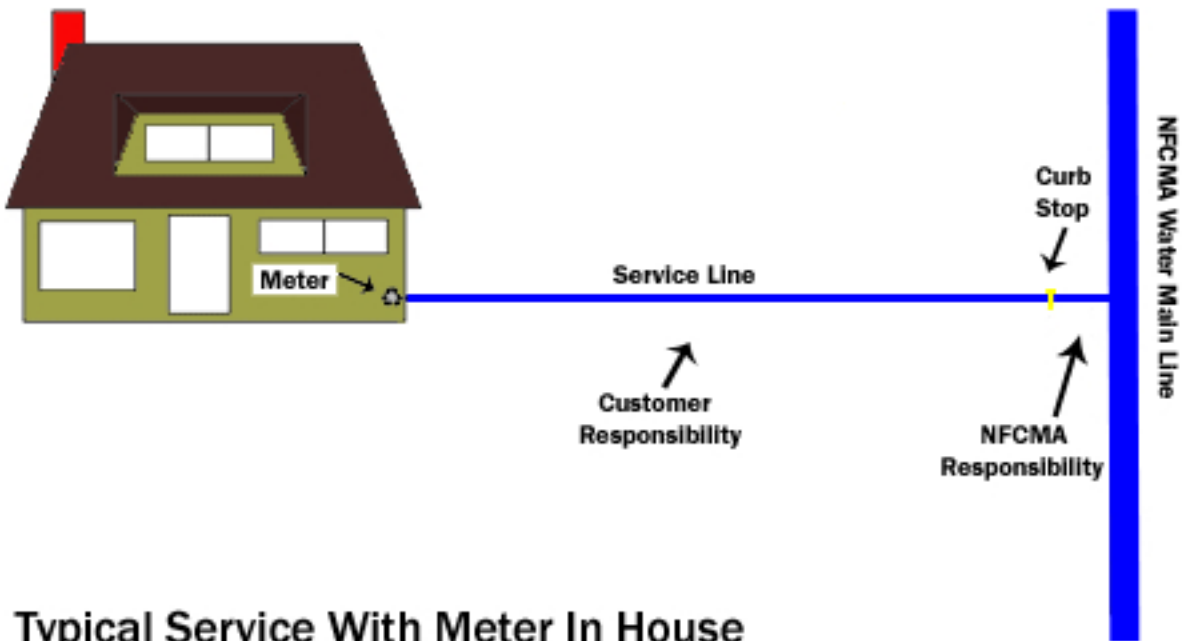 Curb
Stop
NFCMA Water Main Line
Meter
Service Line
Customer
Responsibility
NFCMA
Responsibility
Typical Service With Meter In House